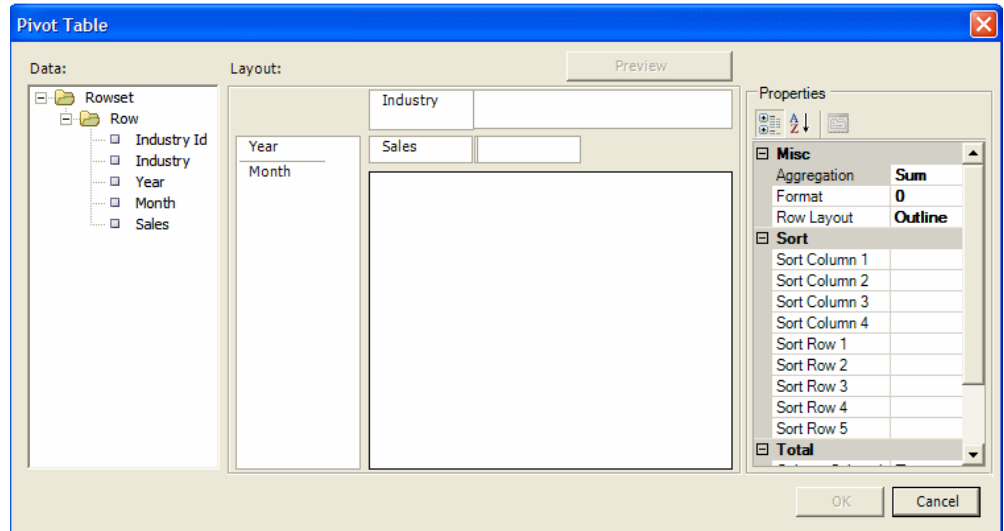 Pivot Table
Data:
Layout:
Preview
Rowset
Row
Industry Id
Industry
Year
Month
Sales
Industry
Year
Month
Sales
Properties
Misc
Aggregation Sum
Format 0
Row Layout Outline
Sort
Sort Column 1
Sort Column 2
Sort Column 3
Sort Column 4
Sort Row 1
Sort Row 2
Sort Row 3
Sort Row 4
Sort Row 5
Total
OK
Cancel